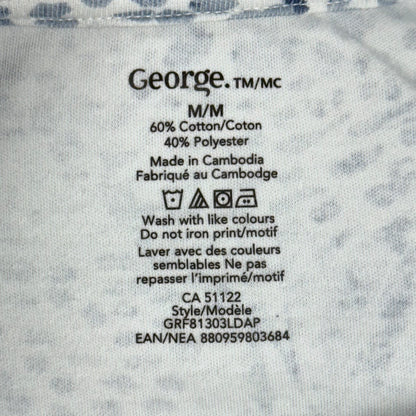 George.TM/MC
M/M
60% Cotton/Coton
40% Polyester
Made in Cambodia
Fabriqué au Cambodge
Wash with like colours
Do not iron print/motif
Laver avec des couleurs
semblables Ne pas
repasser l'imprimé/motif
CA 51122
Style/Modèle
GRF81303LDAP
EAN/NEA 880959803684